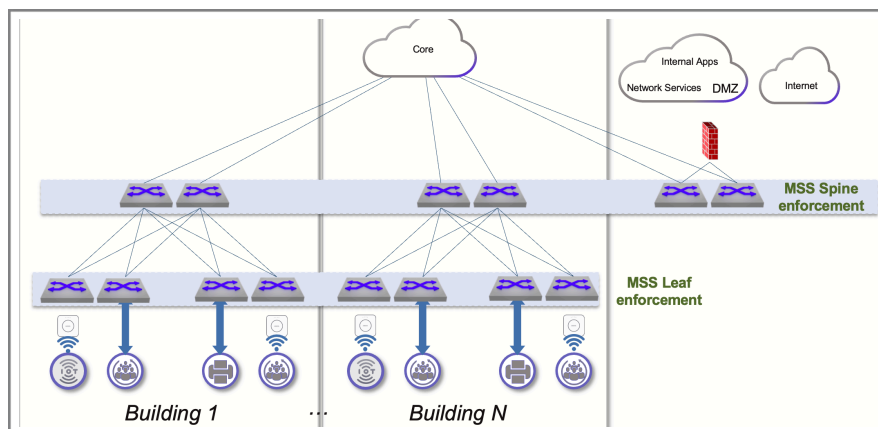 Core
Internal Apps
Network Services DMZ
Internet
MSS Spine
enforcement
MSS Leaf
enforcement
Building 1
...
Building N